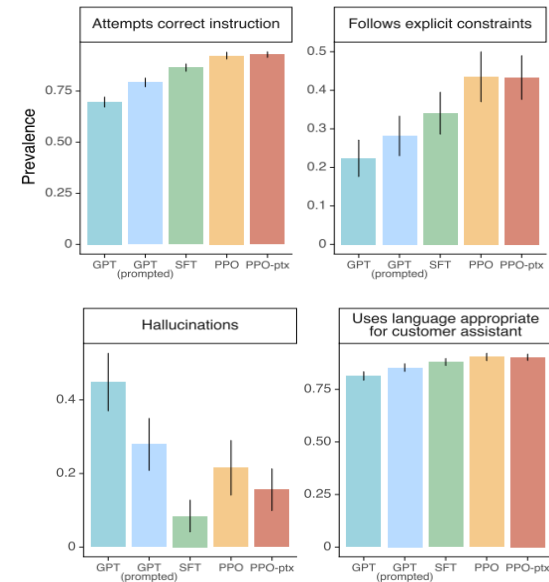 Attempts correct instruction
Prevalence
0.75
0.50
0.25
0
GPT GPT SFT PPO PPO-ptx
(prompted)
Follows explicit constraints
0.5
0.4
0.3
0.2
0.1
0
GPT GPT SFT PPO PPO-ptx
(prompted)
Hallucinations
0.4
0.2
0
GPT GPT SFT PPO PPO-ptx
(prompted)
Uses language appropriate
for customer assistant
0.75
0.50
0.25
0
GPT GPT SFT PPO PPO-ptx
(prompted)